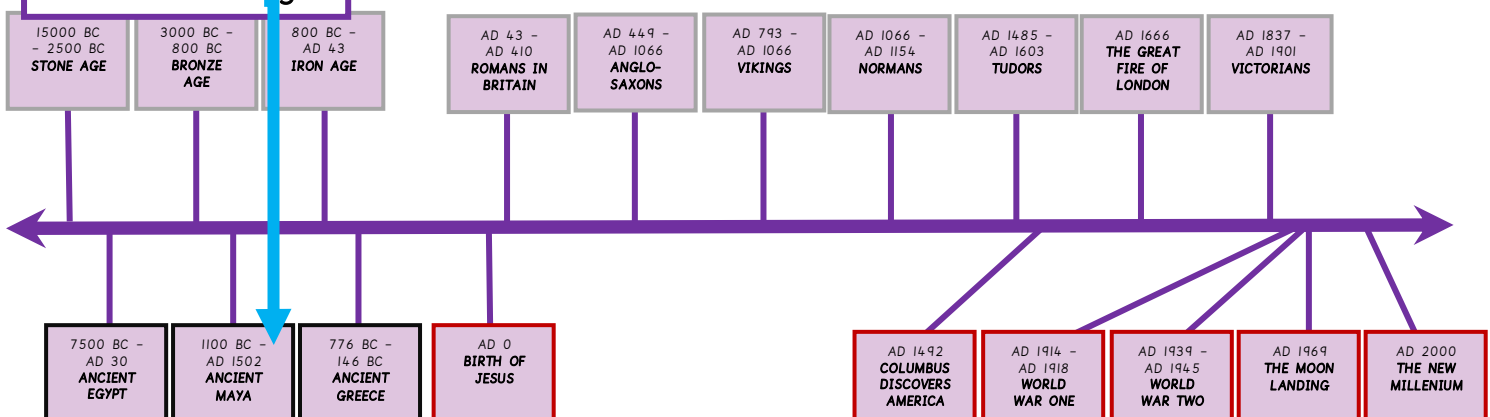 15000 BC
– 2500 BC
STONE AGE
3000 BC –
800 BC
BRONZE
AGE
800 BC –
AD 43
IRON AGE
AD 43 –
AD 410
ROMANS IN
BRITAIN
AD 449 –
AD 1066
ANGLO-
SAXONS
AD 793 –
AD 1066
VIKINGS
AD 1066 –
AD 1154
NORMANS
AD 1485 –
AD 1603
TUDORS
AD 1666
THE GREAT
FIRE OF
LONDON
AD 1837 –
AD 1901
VICTORIANS
7500 BC –
AD 30
ANCIENT
EGYPT
1100 BC –
AD 1502
ANCIENT
MAYA
776 BC –
146 BC
ANCIENT
GREECE
AD 0
BIRTH OF
JESUS
AD 1492
COLUMBUS
DISCOVERS
AMERICA
AD 1914 –
AD 1918
WORLD
WAR ONE
AD 1939 –
AD 1945
WORLD
WAR TWO
AD 1969
THE MOON
LANDING
AD 2000
THE NEW
MILLENIUM